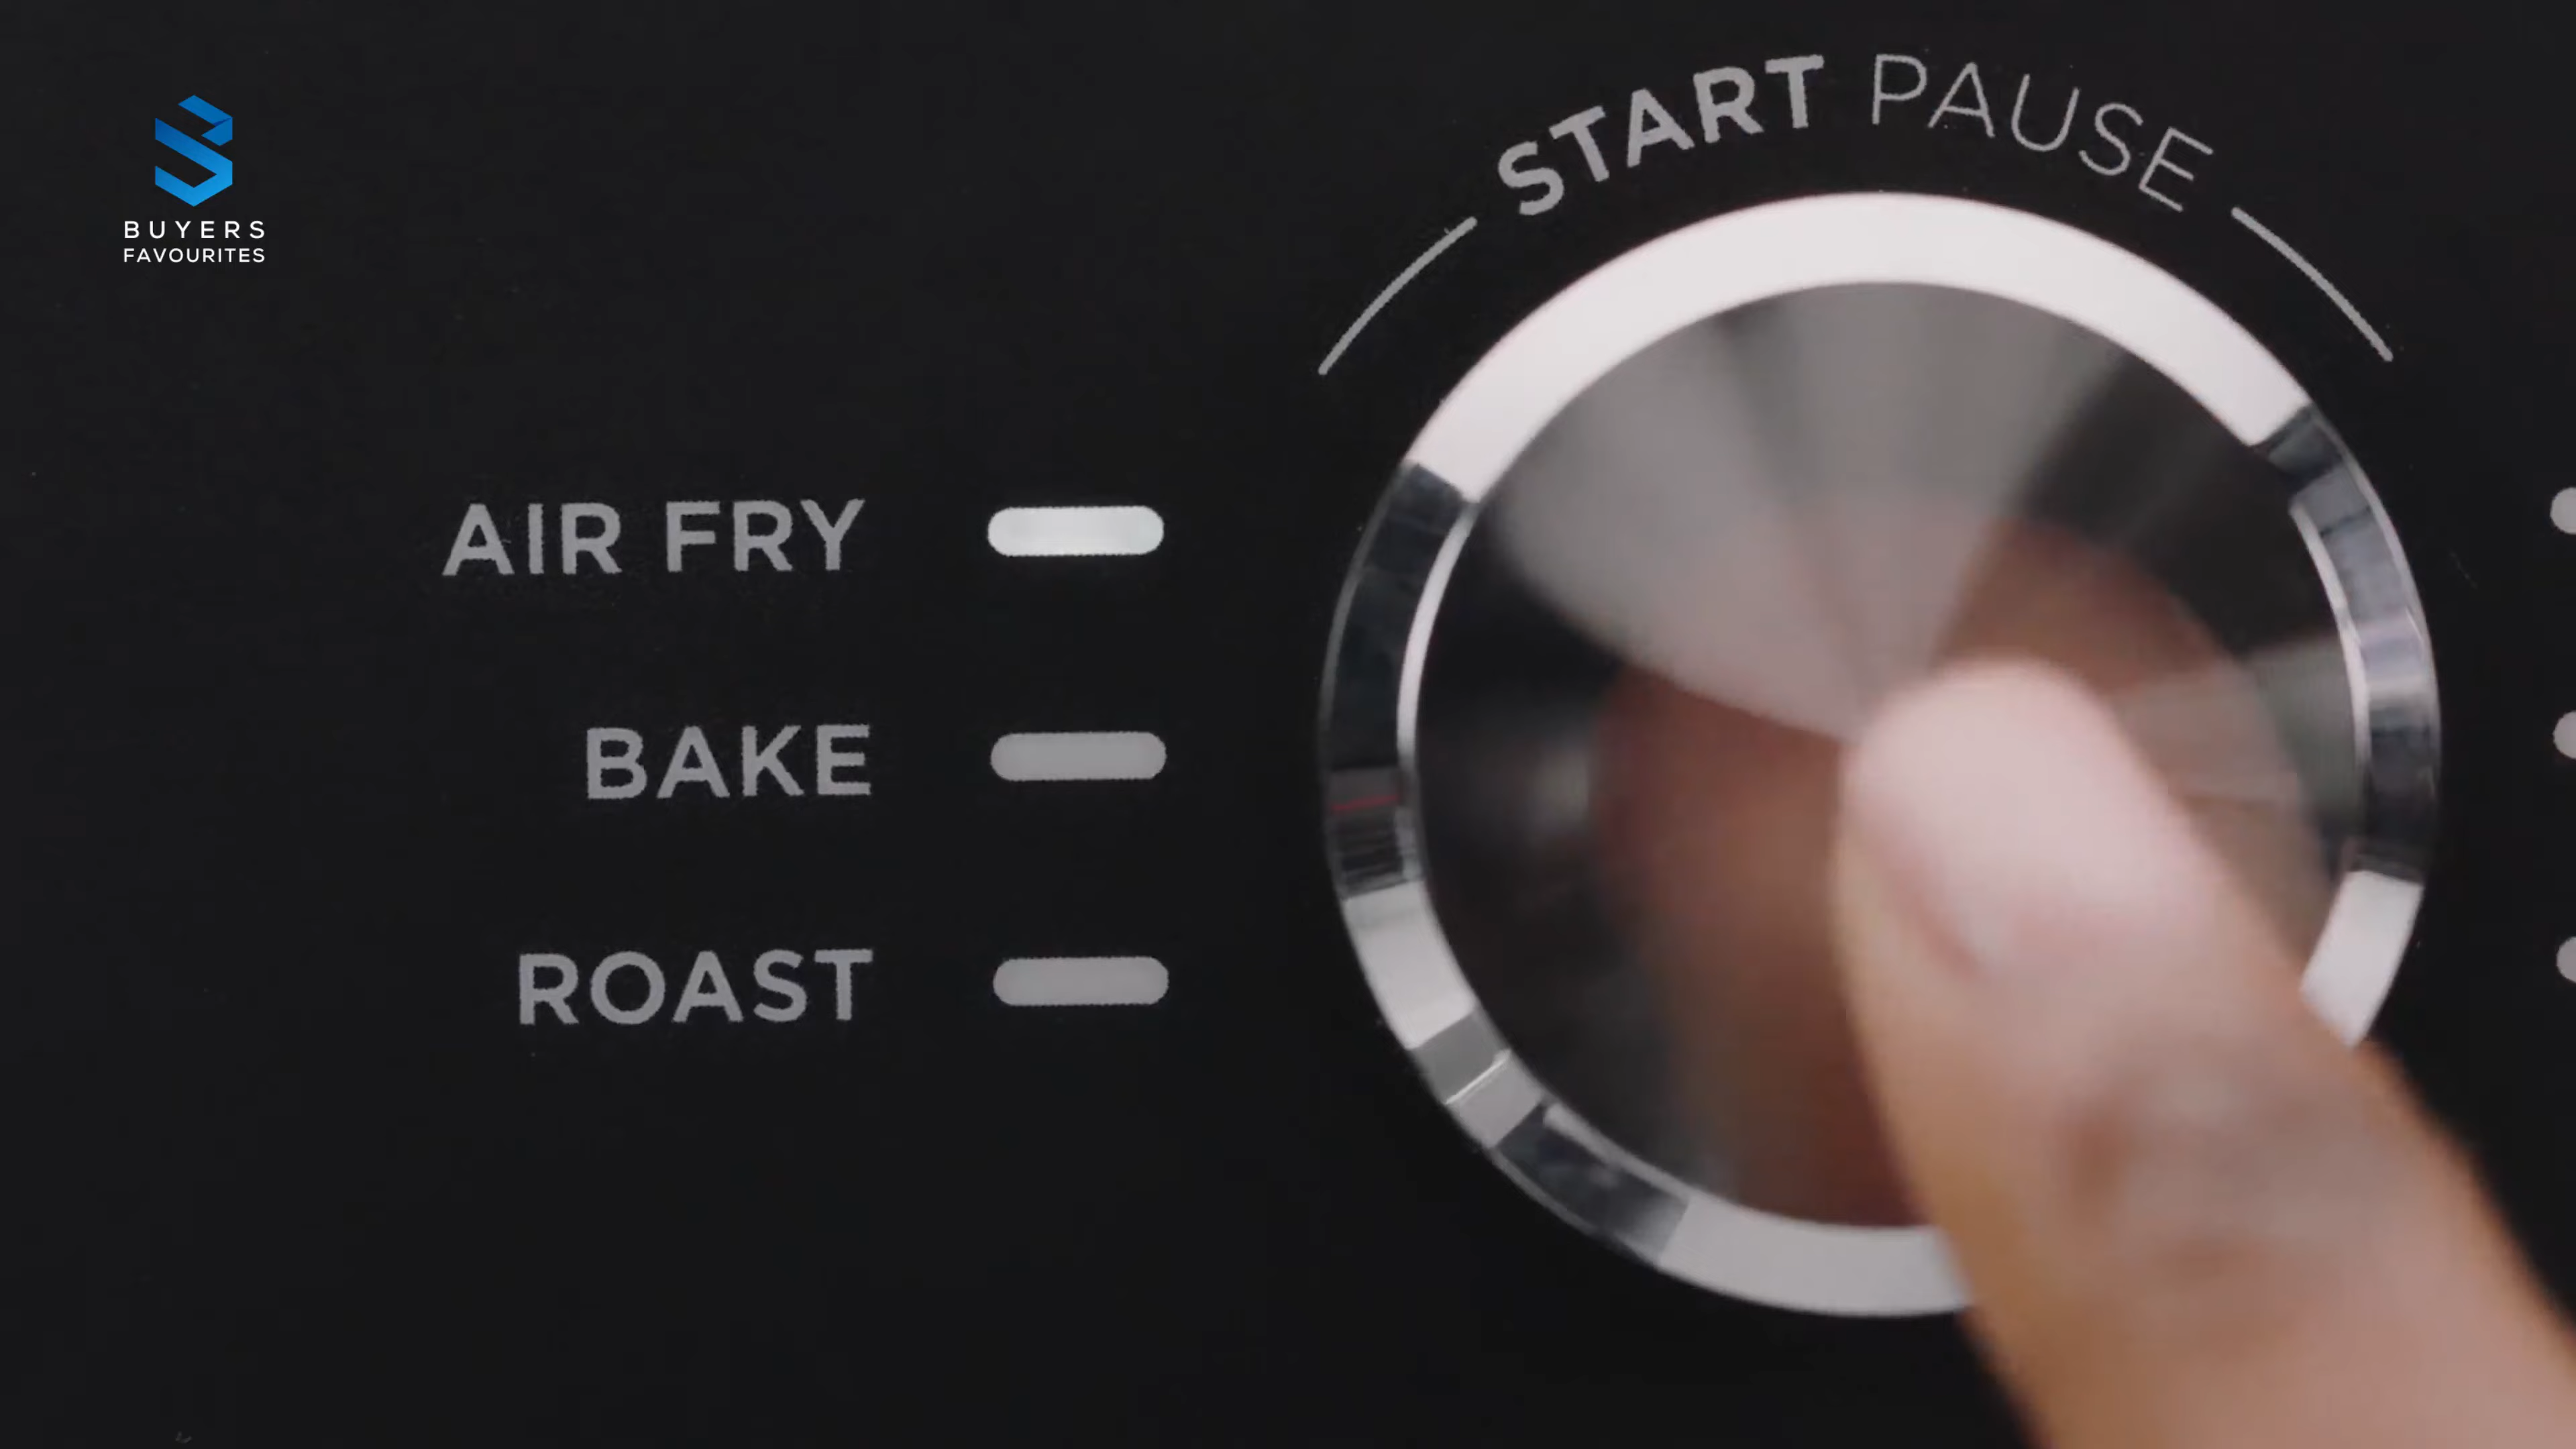 BUYERS
FAVOURITES
START PAUSE
AIR FRY
BAKE
ROAST